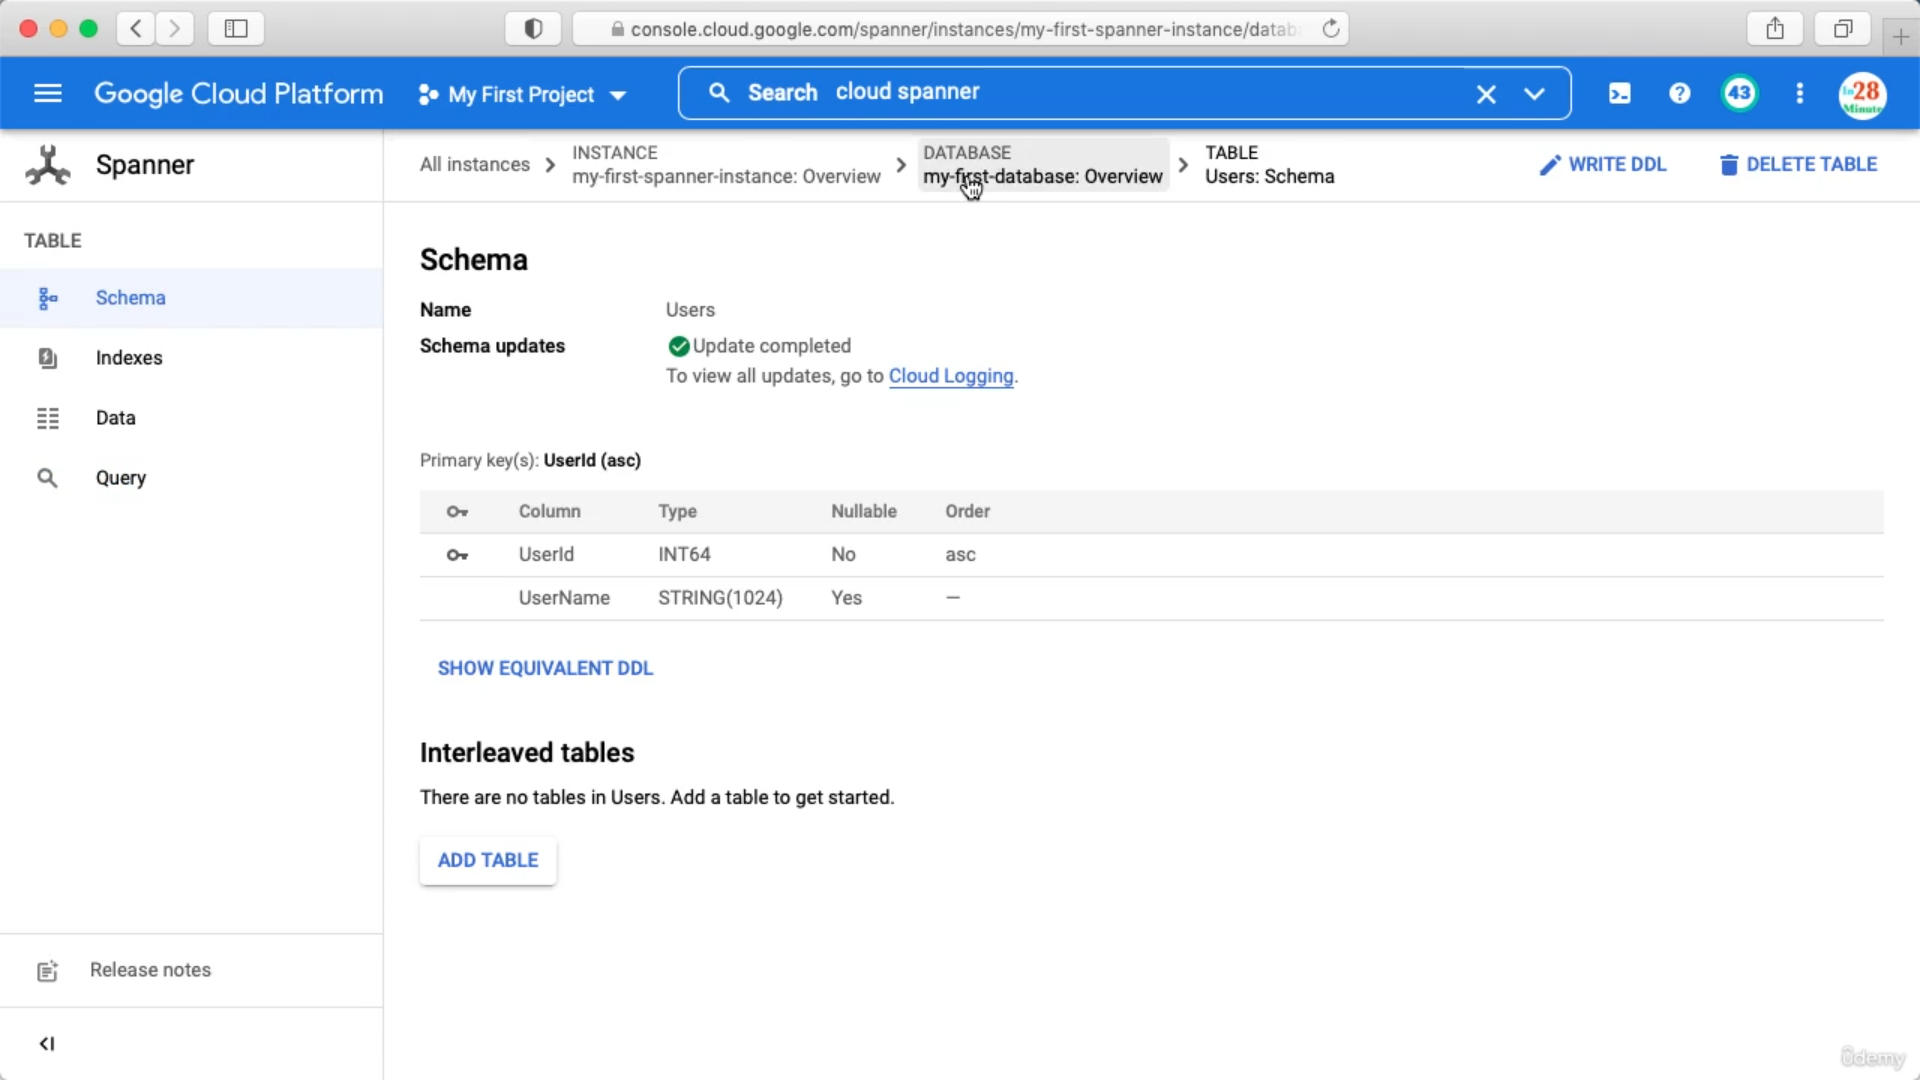 console.cloud.google.com/spanner/instances/my-first-spanner-instance/datab
Google Cloud Platform
My First Project
Search cloud spanner
43
in28
Minutes
Spanner
All instances
INSTANCE
my-first-spanner-instance: Overview
DATABASE
my-first-database: Overview
TABLE
Users: Schema
WRITE DDL
DELETE TABLE
TABLE
Schema
Indexes
Data
Query
Release notes
Schema
Name Users
Schema updates Update completed
To view all updates, go to Cloud Logging.
Primary key(s): UserId (asc)
Column Type Nullable Order
UserId INT64 No asc
UserName STRING(1024) Yes —
SHOW EQUIVALENT DDL
Interleaved tables
There are no tables in Users. Add a table to get started.
ADD TABLE
ûdemy